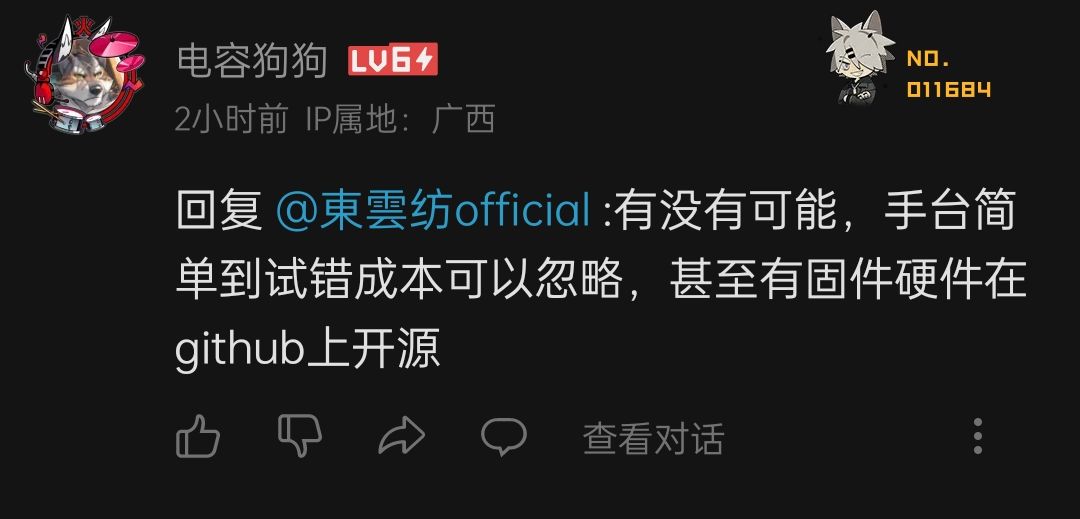 电容狗狗 LV6
NO.
011684
2小时前 IP属地：广西
回复 @東雲纺official :有没有可能，手台简
单到试错成本可以忽略，甚至有固件硬件在
github上开源
查看对话